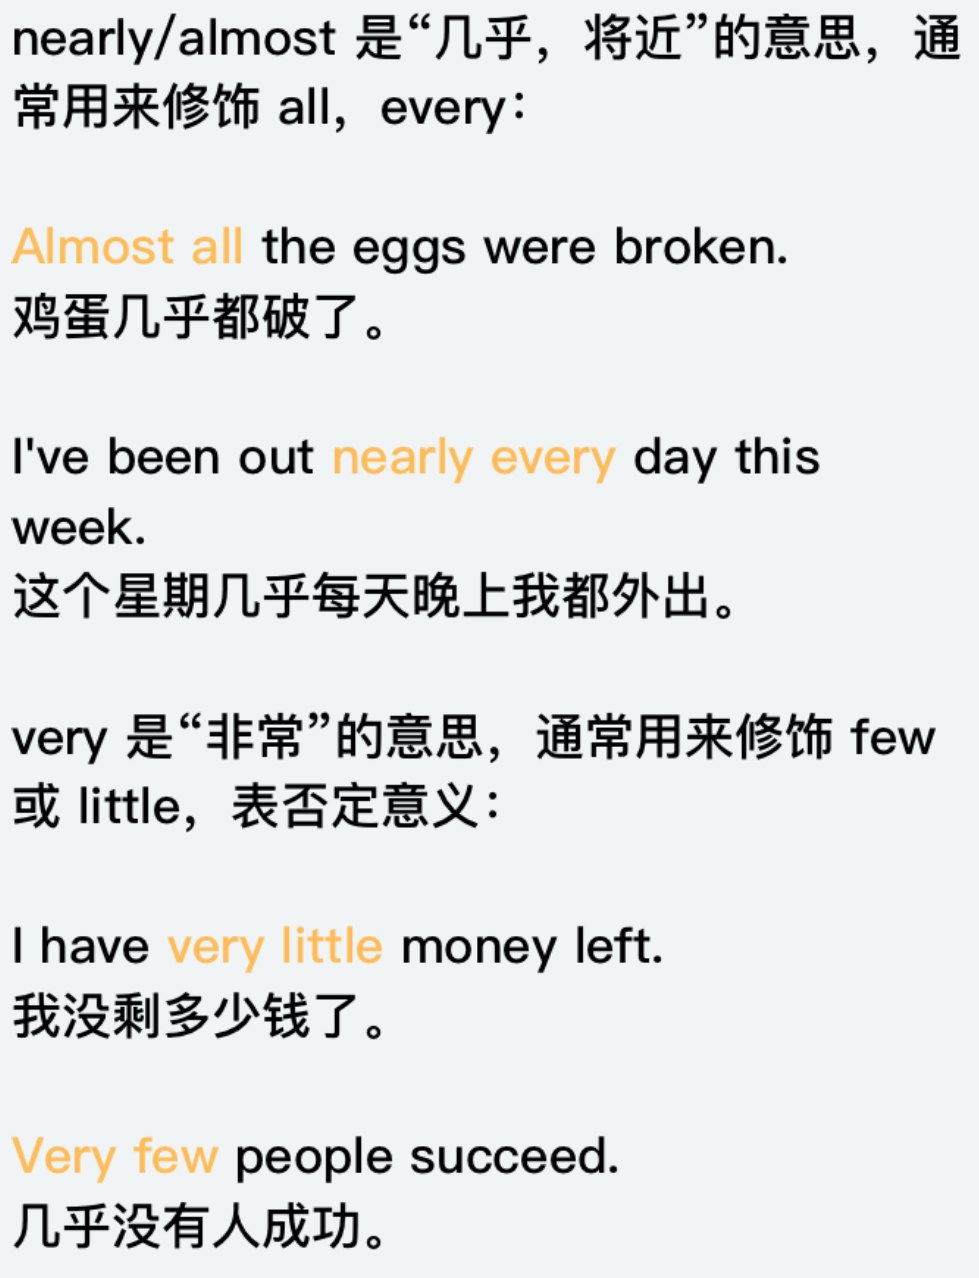 nearly/almost 是“几乎，将近”的意思，通
常用来修饰 all，every：
Almost all the eggs were broken.
鸡蛋几乎都破了。
I've been out nearly every day this
week.
这个星期几乎每天晚上我都外出。
very 是“非常”的意思，通常用来修饰 few
或 little，表否定意义：
I have very little money left.
我没剩多少钱了。
Very few people succeed.
几乎没有人成功。